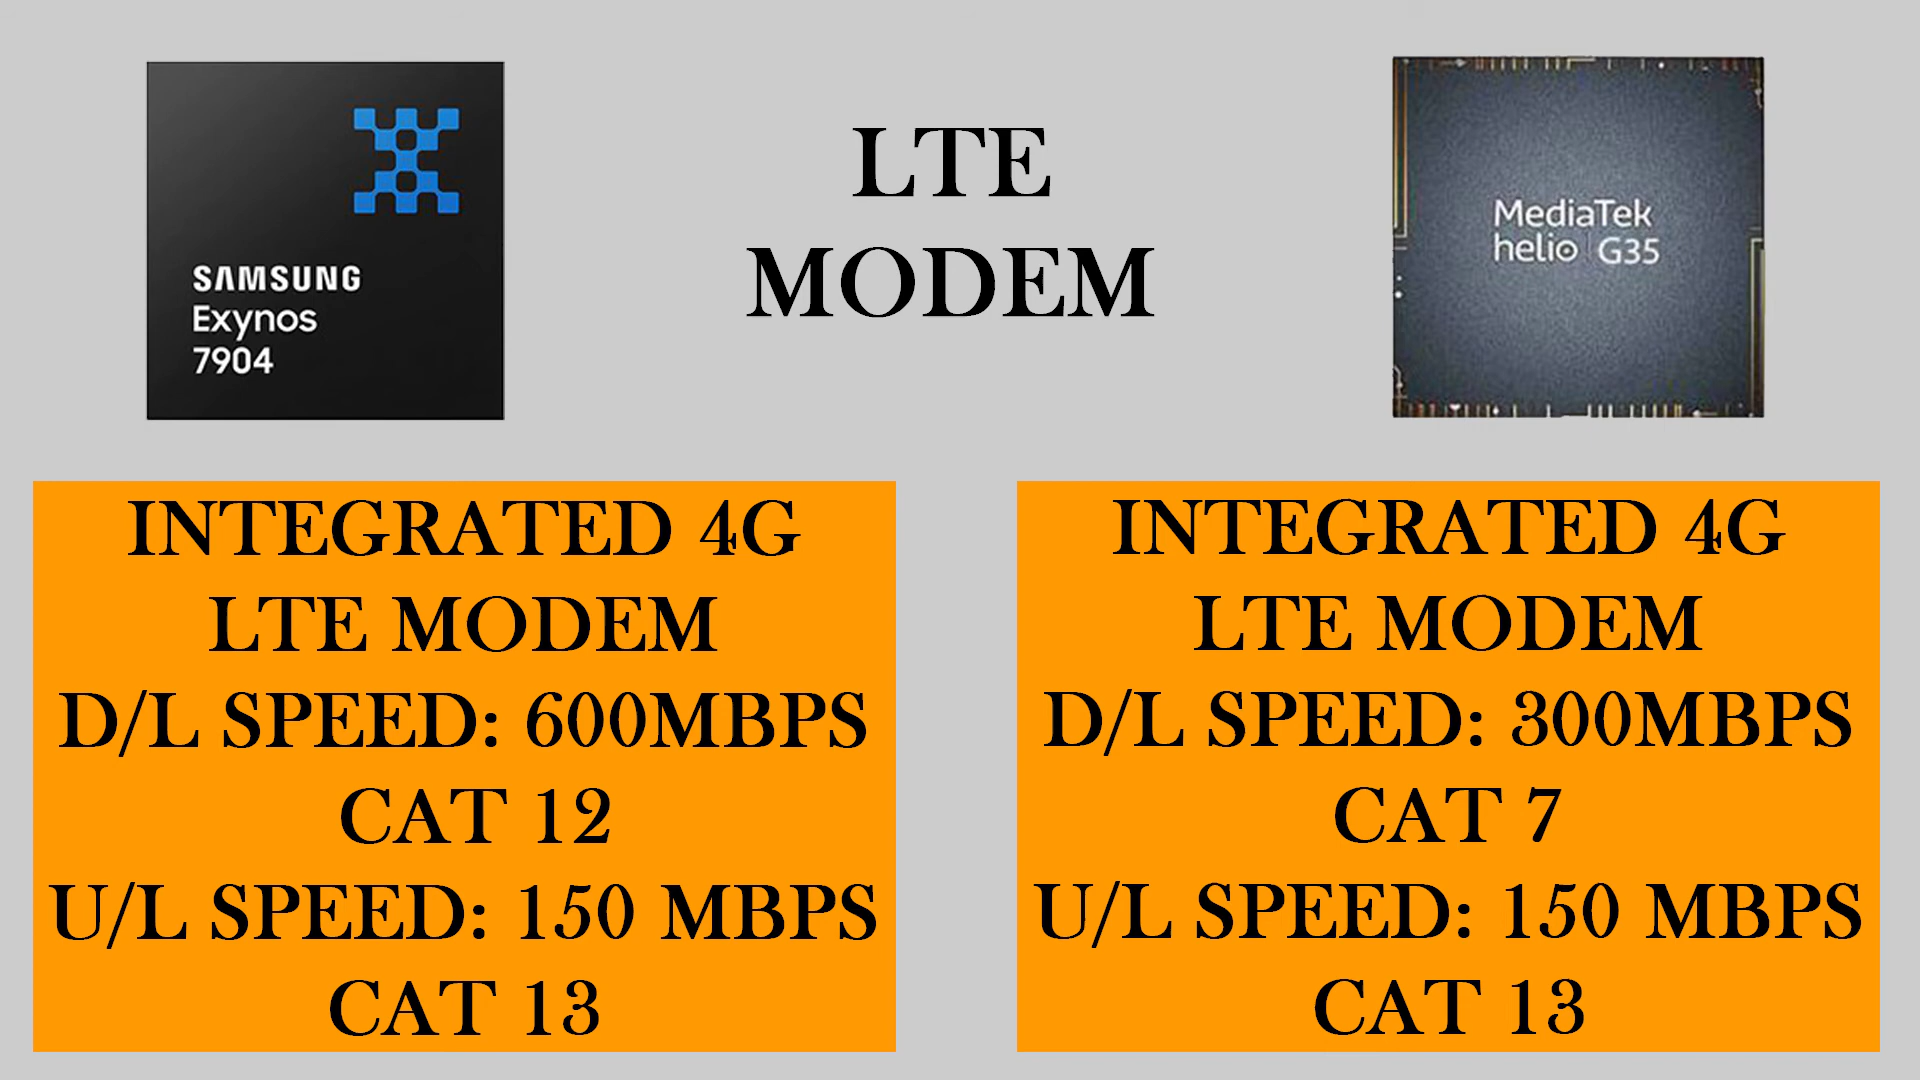 SAMSUNG
Exynos
7904
LTE
MODEM
MediaTek
helio G35
INTEGRATED 4G
LTE MODEM
D/L SPEED: 600MBPS
CAT 12
U/L SPEED: 150 MBPS
CAT 13
INTEGRATED 4G
LTE MODEM
D/L SPEED: 300MBPS
CAT 7
U/L SPEED: 150 MBPS
CAT 13